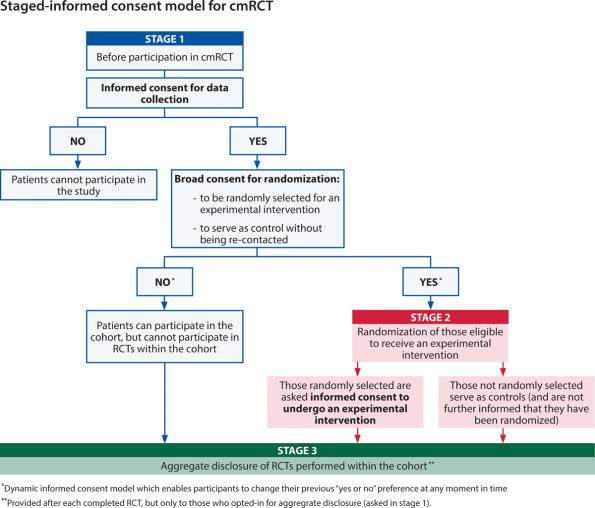 Staged-informed consent model for cmRCT
STAGE 1
Before participation in cmRCT
Informed consent for data
collection
NO
YES
Patients cannot participate in
the study
Broad consent for randomization:
- to be randomly selected for an
experimental intervention
- to serve as control without
being re-contacted
NO*
YES*
Patients can participate in the
cohort, but cannot participate in
RCTs within the cohort
STAGE 2
Randomization of those eligible
to receive an experimental
intervention
Those randomly selected are
asked informed consent to
undergo an experimental
intervention
Those not randomly selected
serve as controls (and are not
further informed that they have
been randomized)
STAGE 3
Aggregate disclosure of RCTs performed within the cohort**
*Dynamic informed consent model which enables participants to change their previous “yes or no” preference at any moment in time
**Provided after each completed RCT, but only to those who opted-in for aggregrate disclosure (asked in stage 1).